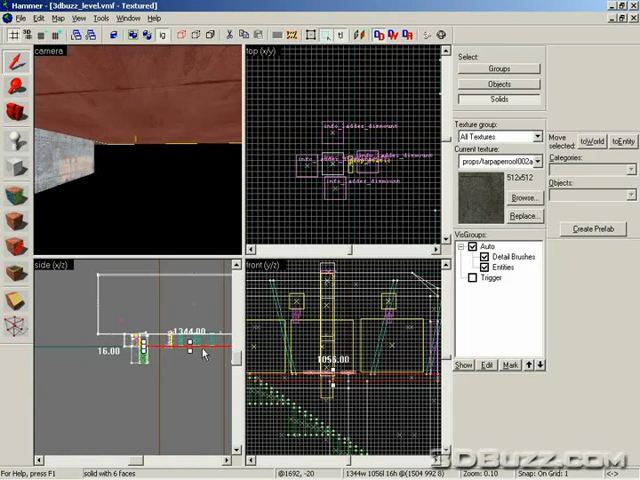 Hammer - [3dbuzz_level.vmf - Textured]
File Edit Map View Tools Window Help
camera
top (x/y)
info_ladder_dismount
info_ladder_dismount
side (x/z)
1344.00
16.00
front (y/z)
1056.00
Select:
Groups
Objects
Solids
Texture group:
All Textures
Current texture:
props/tarpaperroof002a
512x512
Browse...
Replace...
VisGroups:
Auto
Detail Brushes
Entities
Trigger
Show Edit Mark
Move
selected:
toWorld toEntity
Categories:
Objects:
Create Prefab
3DBUZZ.COM
For Help, press F1 solid with 6 faces @1692, -20 1344w 1056l 16h @(1504 992 8) Zoom: 0.10 Snap: On Grid: 1 <->